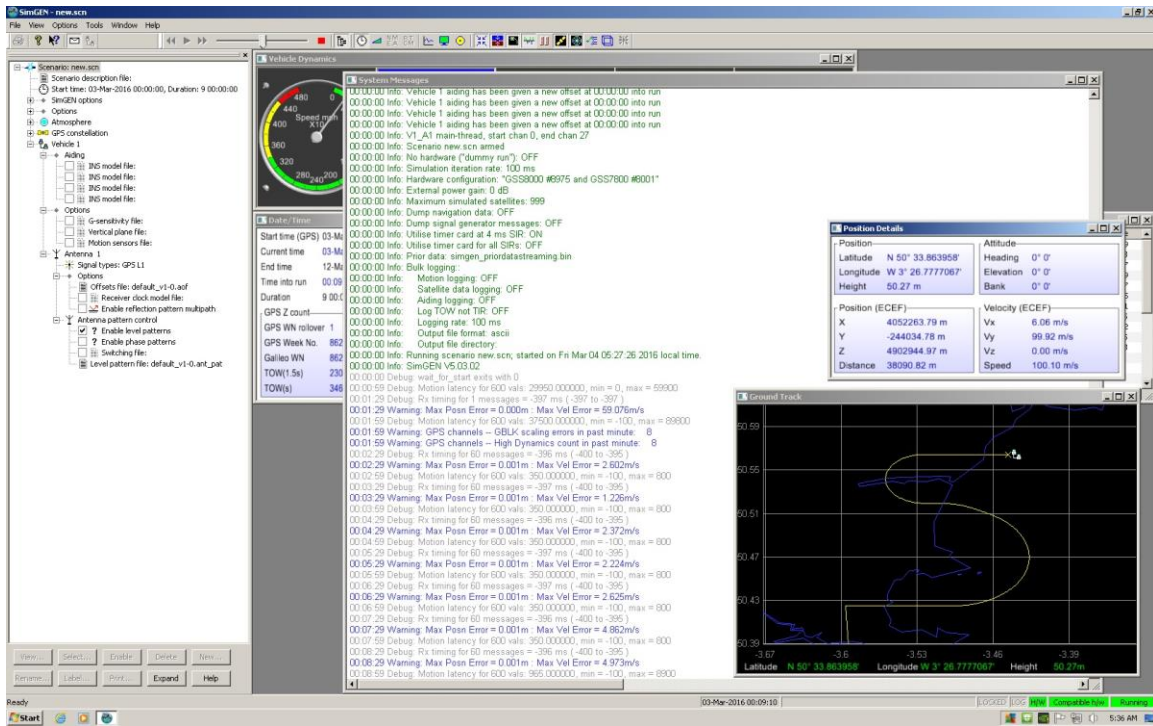 SimGEN - new.scn
File View Options Tools Window Help
Scenario: new.scn
Scenario description file:
Start time: 03-Mar-2016 00:00:00, Duration: 9 00:00:00
SimGEN options
Options
Atmosphere
GPS constellation
Vehicle 1
Aiding
INS model file:
INS model file:
INS model file:
INS model file:
Options
G-sensitivity file:
Vertical plane file:
Motion sensors file:
Antenna 1
Signal types: GPS L1
Options
Offsets file: default_v1-0.aof
Receiver clock model file:
Enable reflection pattern multipath
Antenna pattern control
? Enable level patterns
? Enable phase patterns
Switching file:
Level pattern file: default_v1-0.ant_pat
View... Select... Enable Delete New...
Rename... Label... Print... Expand Help
Vehicle Dynamics
480 0
440
400 Speed mph
X10
360
320
280 240 200
Date/Time
Start time (GPS) 03-Ma
Current time 03-Ma
End time 12-Ma
Time into run 00:09
Duration 9 00:0
GPS Z count
GPS WN rollover 1
GPS Week No. 862
Galileo WN 862
TOW(1.5s) 230
TOW(s) 346
System Messages
00:00:00 Info: Vehicle 1 aiding has been given a new offset at 00:00:00 into run
00:00:00 Info: Vehicle 1 aiding has been given a new offset at 00:00:00 into run
00:00:00 Info: Vehicle 1 aiding has been given a new offset at 00:00:00 into run
00:00:00 Info: Vehicle 1 aiding has been given a new offset at 00:00:00 into run
00:00:00 Info: V1_A1 main-thread, start chan 0, end chan 27
00:00:00 Info: Scenario new.scn armed
00:00:00 Info: No hardware ("dummy run"): OFF
00:00:00 Info: Simulation iteration rate: 100 ms
00:00:00 Info: Hardware configuration: "GSS8000 #8975 and GSS7800 #8001"
00:00:00 Info: External power gain: 0 dB
00:00:00 Info: Maximum simulated satellites: 999
00:00:00 Info: Dump navigation data: OFF
00:00:00 Info: Dump signal generator messages: OFF
00:00:00 Info: Utilise timer card at 4 ms SIR: ON
00:00:00 Info: Utilise timer card for all SIRs: OFF
00:00:00 Info: Prior data: simgen_priordatastreaming.bin
00:00:00 Info: Bulk logging::
00:00:00 Info: Motion logging: OFF
00:00:00 Info: Satellite data logging: OFF
00:00:00 Info: Aiding logging: OFF
00:00:00 Info: Log TOW not TIR: OFF
00:00:00 Info: Logging rate: 100 ms
00:00:00 Info: Output file format: ascii
00:00:00 Info: Output file directory:
00:00:00 Info: Running scenario new.scn; started on Fri Mar 04 05:27:26 2016 local time.
00:00:00 Info: SimGEN V5.03.02
00:00:00 Debug: wait_for_start exits with 0
00:00:59 Debug: Motion latency for 600 vals: 29950.000000, min = 0, max = 59900
00:01:29 Debug: Rx timing for 1 messages = -397 ms ( -397 to -397 )
00:01:29 Warning: Max Posn Error = 0.000m : Max Vel Error = 59.076m/s
00:01:59 Debug: Motion latency for 600 vals: 37500.000000, min = -100, max = 89800
00:01:59 Warning: GPS channels -- GBLK scaling errors in past minute: 8
00:01:59 Warning: GPS channels -- High Dynamics count in past minute: 8
00:02:29 Debug: Rx timing for 60 messages = -396 ms ( -400 to -395 )
00:02:29 Warning: Max Posn Error = 0.001m : Max Vel Error = 2.602m/s
00:02:59 Debug: Motion latency for 600 vals: 350.000000, min = -100, max = 800
00:03:29 Debug: Rx timing for 60 messages = -396 ms ( -400 to -395 )
00:03:29 Warning: Max Posn Error = 0.001m : Max Vel Error = 1.226m/s
00:03:59 Debug: Motion latency for 600 vals: 350.000000, min = -100, max = 800
00:04:29 Debug: Rx timing for 60 messages = -396 ms ( -400 to -395 )
00:04:29 Warning: Max Posn Error = 0.001m : Max Vel Error = 2.372m/s
00:04:59 Debug: Motion latency for 600 vals: 350.000000, min = -100, max = 800
00:05:29 Debug: Rx timing for 60 messages = -397 ms ( -400 to -395 )
00:05:29 Warning: Max Posn Error = 0.001m : Max Vel Error = 2.224m/s
00:05:59 Debug: Motion latency for 600 vals: 350.000000, min = -100, max = 800
00:06:29 Debug: Rx timing for 60 messages = -397 ms ( -400 to -395 )
00:06:29 Warning: Max Posn Error = 0.001m : Max Vel Error = 2.625m/s
00:06:59 Debug: Motion latency for 600 vals: 350.000000, min = -100, max = 800
00:07:29 Debug: Rx timing for 60 messages = -396 ms ( -400 to -395 )
00:07:29 Warning: Max Posn Error = 0.001m : Max Vel Error = 4.862m/s
00:07:59 Debug: Motion latency for 600 vals: 350.000000, min = -100, max = 800
00:08:29 Debug: Rx timing for 60 messages = -396 ms ( -400 to -395 )
00:08:29 Warning: Max Posn Error = 0.001m : Max Vel Error = 4.973m/s
00:08:59 Debug: Motion latency for 600 vals: 965.000000, min = -100, max = 8900
Position Details
Position
Latitude N 50° 33.863958'
Longitude W 3° 26.7777067'
Height 50.27 m
Attitude
Heading 0° 0'
Elevation 0° 0'
Bank 0° 0'
Position (ECEF)
X 4052263.79 m
Y -244034.78 m
Z 4902944.97 m
Distance 38090.82 m
Velocity (ECEF)
Vx 6.06 m/s
Vy 99.92 m/s
Vz 0.00 m/s
Speed 100.10 m/s
Ground Track
50.59
50.55
50.51
50.47
50.43
50.39
-3.67 -3.6 -3.53 -3.46 -3.39
Latitude N 50° 33.863958' Longitude W 3° 26.7777067' Height 50.27m
Ready
03-Mar-2016 00:09:10
LOCKED LOG H/W Compatible h/w Running
Start
5:36 AM